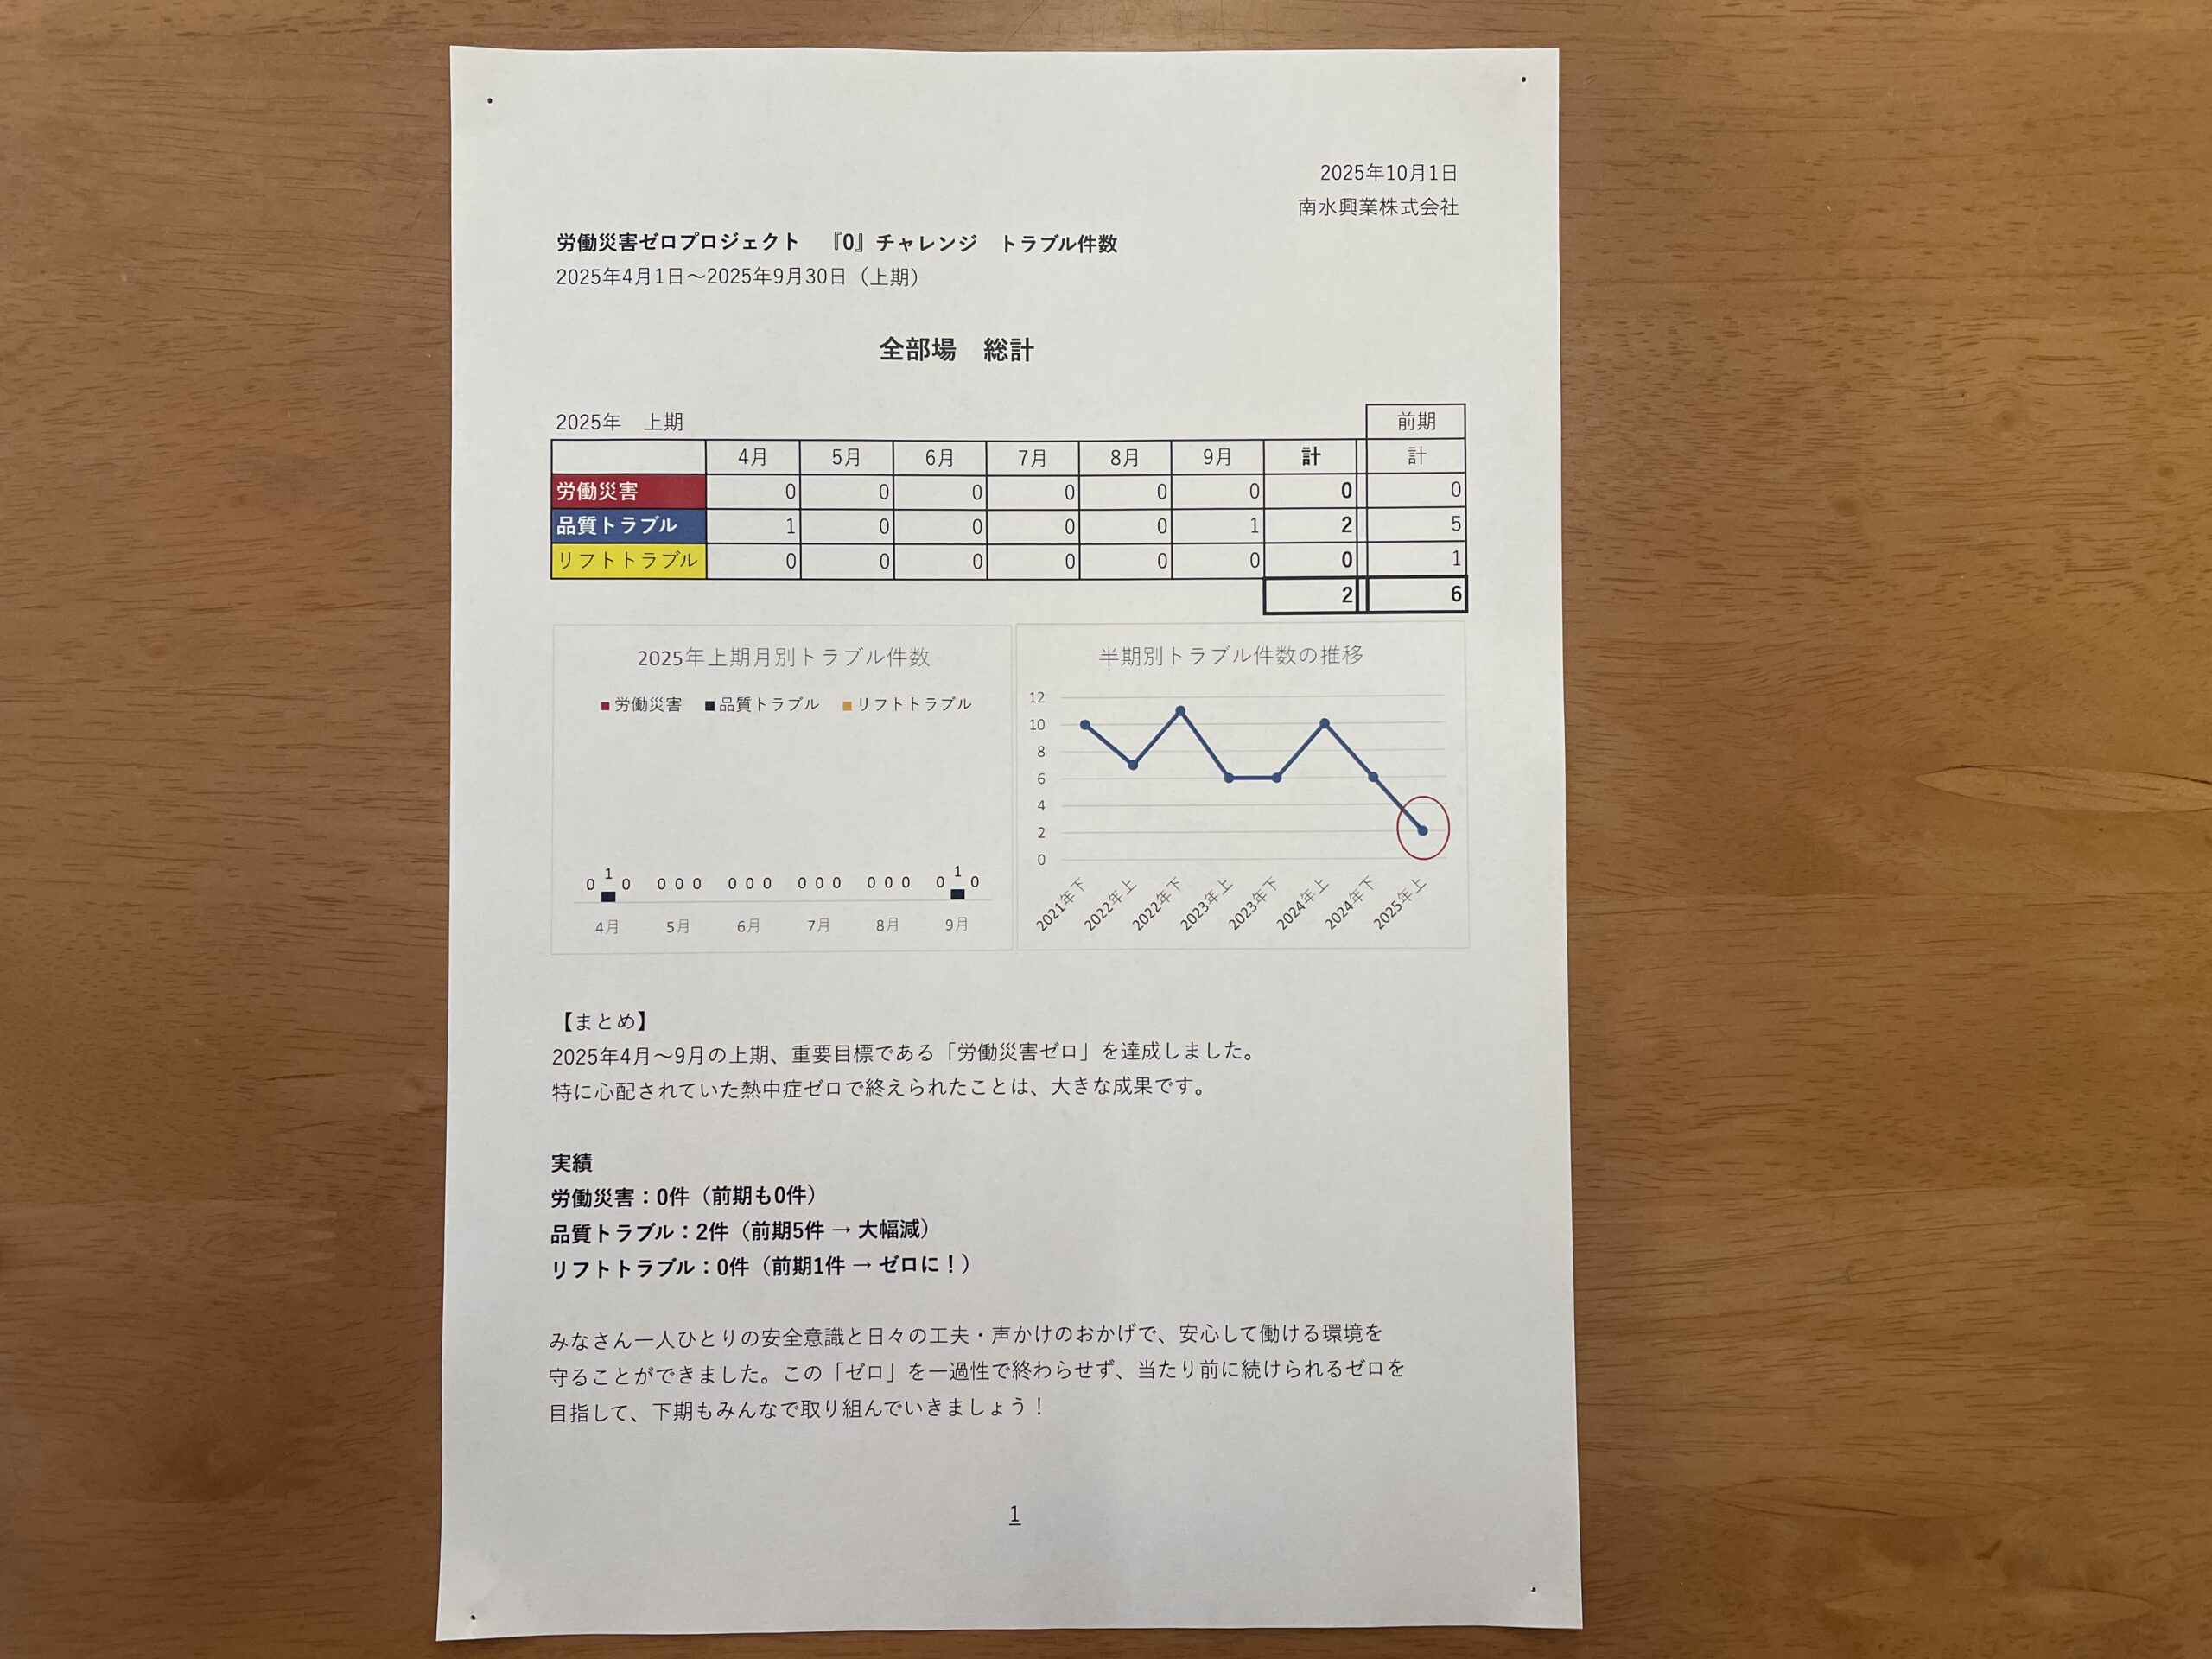 2025年10月1日
南水興業株式会社
労働災害ゼロプロジェクト　『0』チャレンジ　トラブル件数
2025年4月1日～2025年9月30日（上期）
全部場　総計
2025年　上期　前期
4月 5月 6月 7月 8月 9月 計 計
労働災害 0 0 0 0 0 0 0 0
品質トラブル 1 0 0 0 0 1 2 5
リフトトラブル 0 0 0 0 0 0 0 1
2 6
2025年上期月別トラブル件数
労働災害 品質トラブル リフトトラブル
0 1 0 0 0 0 0 0 0 0 0 0 0 0 0 0 1 0
4月 5月 6月 7月 8月 9月
半期別トラブル件数の推移
12
10
8
6
4
2
0
2021年下 2022年上 2022年下 2023年上 2023年下 2024年上 2024年下 2025年上
【まとめ】
2025年4月～9月の上期、重要目標である「労働災害ゼロ」を達成しました。
特に心配されていた熱中症ゼロで終えられたことは、大きな成果です。
実績
労働災害：0件（前期も0件）
品質トラブル：2件（前期5件 → 大幅減）
リフトトラブル：0件（前期1件 → ゼロに！）
みなさん一人ひとりの安全意識と日々の工夫・声かけのおかげで、安心して働ける環境を
守ることができました。この「ゼロ」を一過性で終わらせず、当たり前に続けられるゼロを
目指して、下期もみんなで取り組んでいきましょう！
1